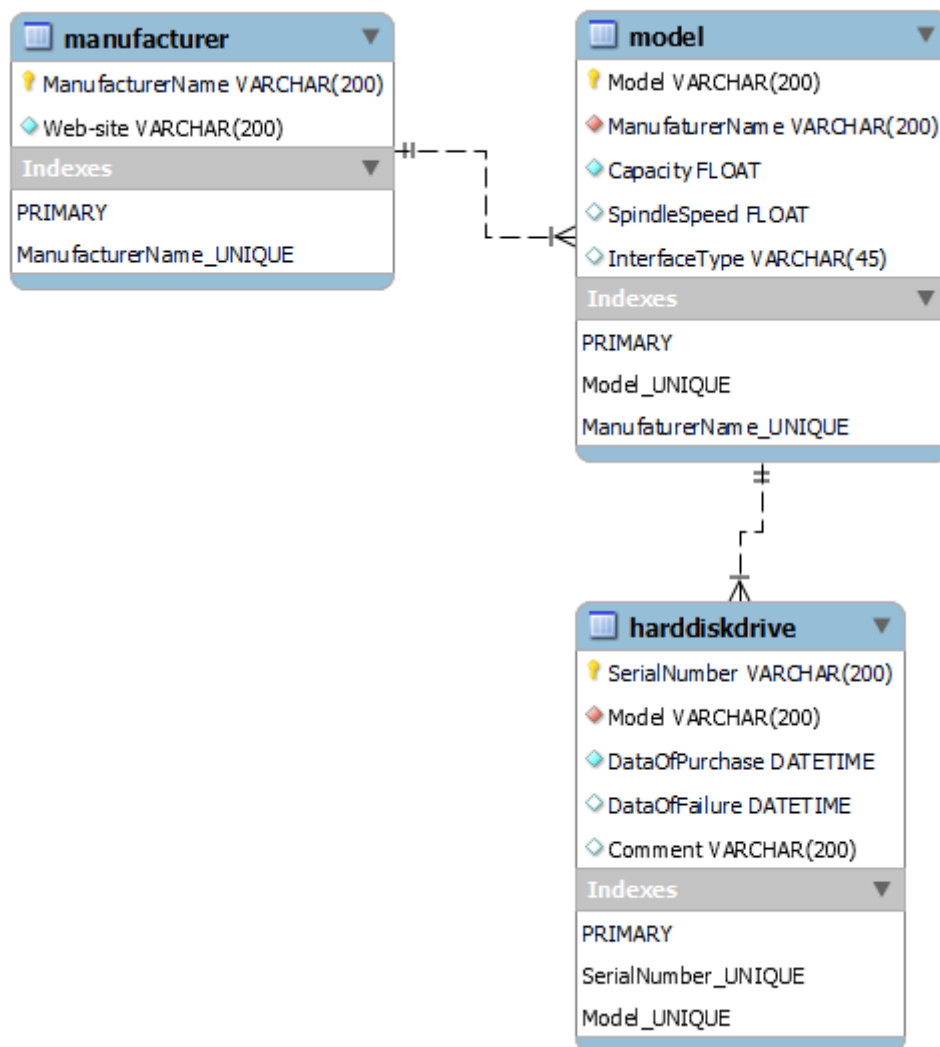 manufacturer
ManufacturerName VARCHAR(200)
Web-site VARCHAR(200)
Indexes
PRIMARY
ManufacturerName_UNIQUE
model
Model VARCHAR(200)
ManufaturerName VARCHAR(200)
Capacity FLOAT
SpindleSpeed FLOAT
InterfaceType VARCHAR(45)
Indexes
PRIMARY
Model_UNIQUE
ManufaturerName_UNIQUE
harddiskdrive
SerialNumber VARCHAR(200)
Model VARCHAR(200)
DataOfPurchase DATETIME
DataOfFailure DATETIME
Comment VARCHAR(200)
Indexes
PRIMARY
SerialNumber_UNIQUE
Model_UNIQUE